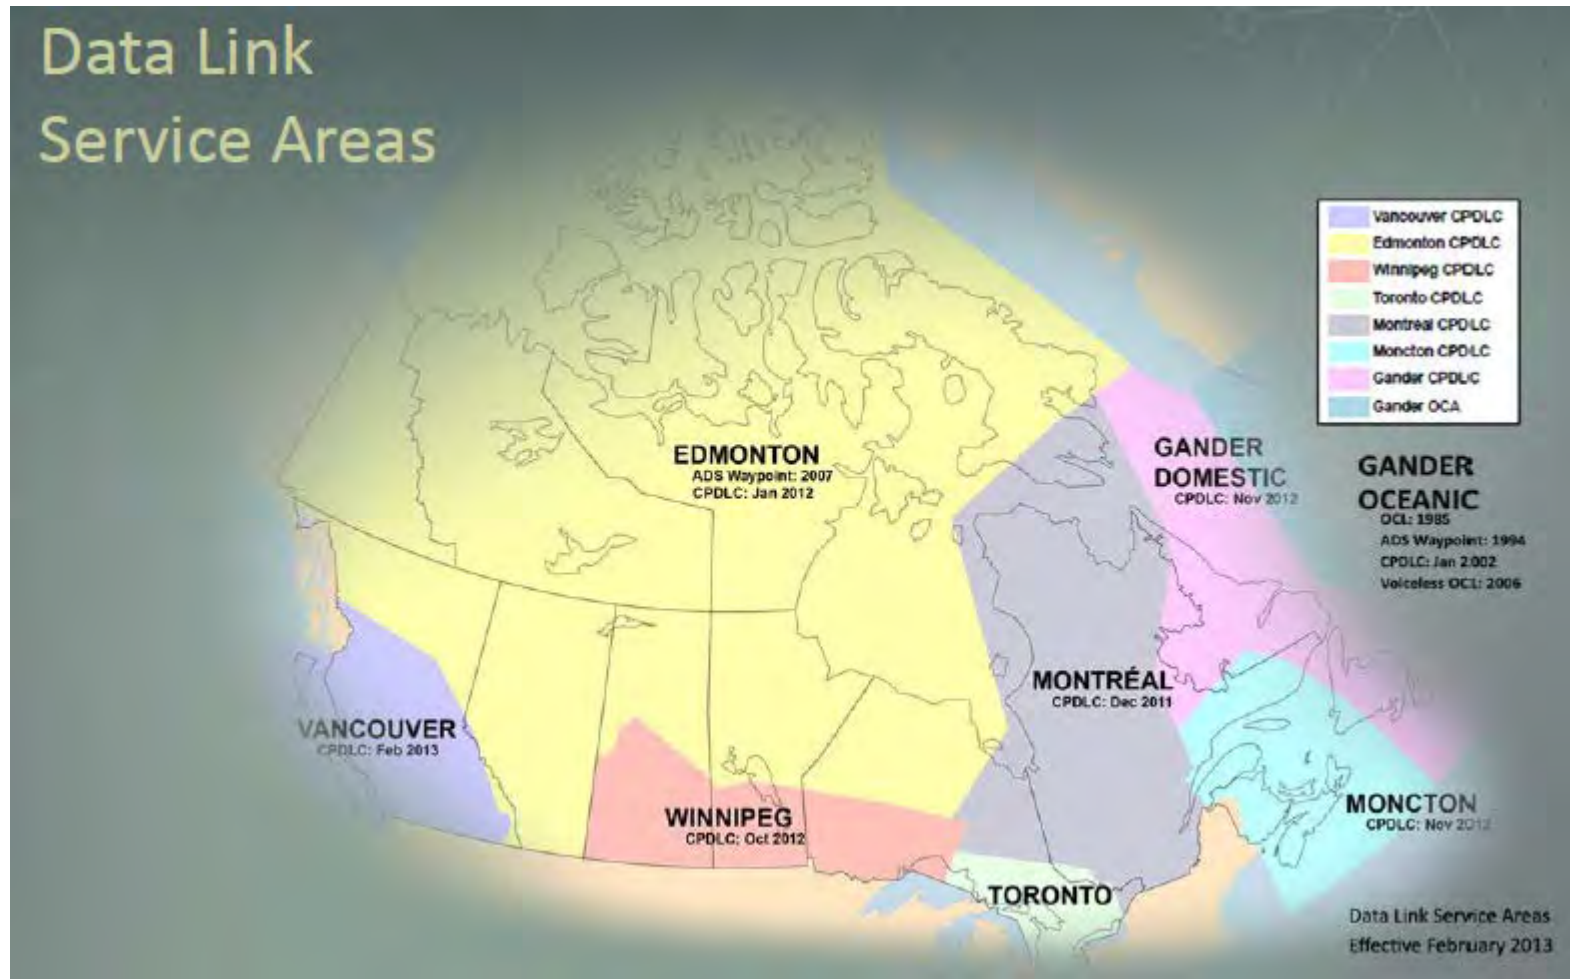 Data Link
Service Areas
Vancouver CPDLC
Edmonton CPDLC
Winnipeg CPDLC
Toronto CPDLC
Montreal CPDLC
Moncton CPDLC
Gander CPDLC
Gander OCA
EDMONTON
ADS Waypoint: 2007
CPDLC: Jan 2012
GANDER
DOMESTIC
CPDLC: Nov 2012
GANDER
OCEANIC
OCL: 1985
ADS Waypoint: 1994
CPDLC: Jan 2002
Voiceless OCL: 2006
MONTRÉAL
CPDLC: Dec 2011
VANCOUVER
CPDLC: Feb 2013
WINNIPEG
CPDLC: Oct 2012
MONCTON
CPDLC: Nov 2012
TORONTO
Data Link Service Areas
Effective February 2013